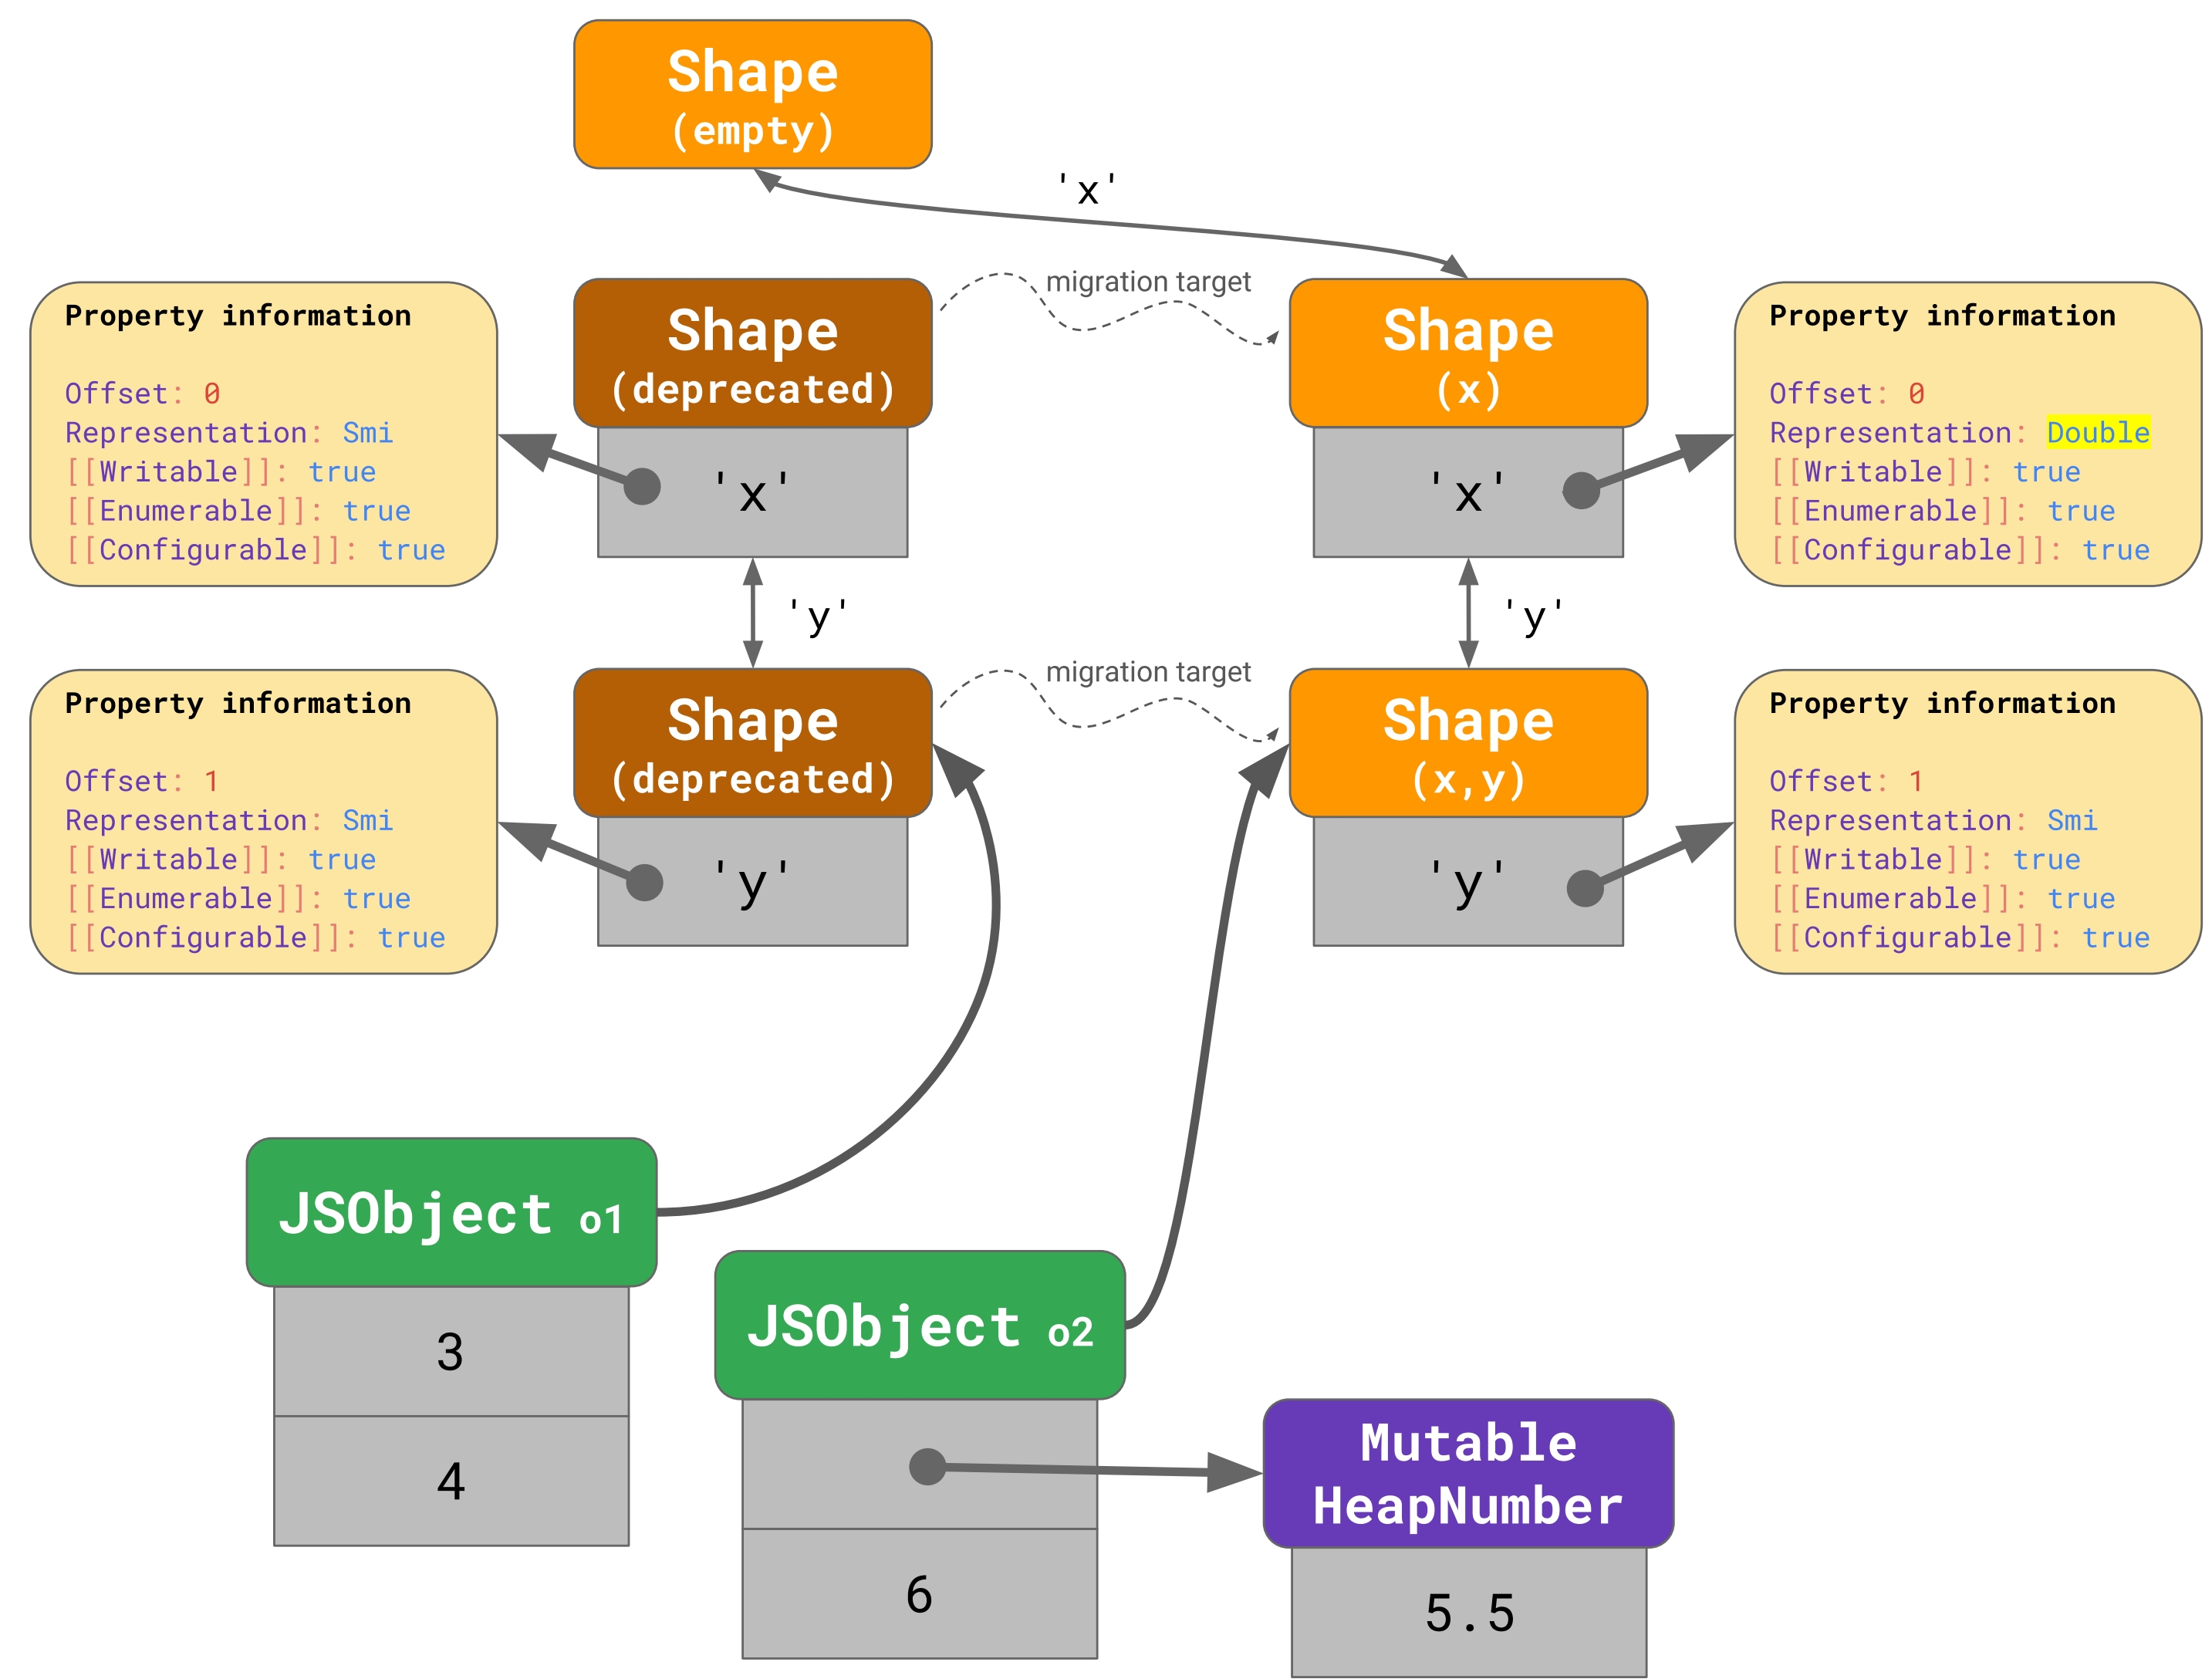 Shape
(empty)
'x'
Property information
Offset: 0
Representation: Smi
[[Writable]]: true
[[Enumerable]]: true
[[Configurable]]: true
Shape
(deprecated)
'x'
migration target
Shape
(x)
'x'
Property information
Offset: 0
Representation: Double
[[Writable]]: true
[[Enumerable]]: true
[[Configurable]]: true
'y'
'y'
Property information
Offset: 1
Representation: Smi
[[Writable]]: true
[[Enumerable]]: true
[[Configurable]]: true
Shape
(deprecated)
'y'
migration target
Shape
(x,y)
'y'
Property information
Offset: 1
Representation: Smi
[[Writable]]: true
[[Enumerable]]: true
[[Configurable]]: true
JSObject o1
3
4
JSObject o2
6
Mutable
HeapNumber
5.5